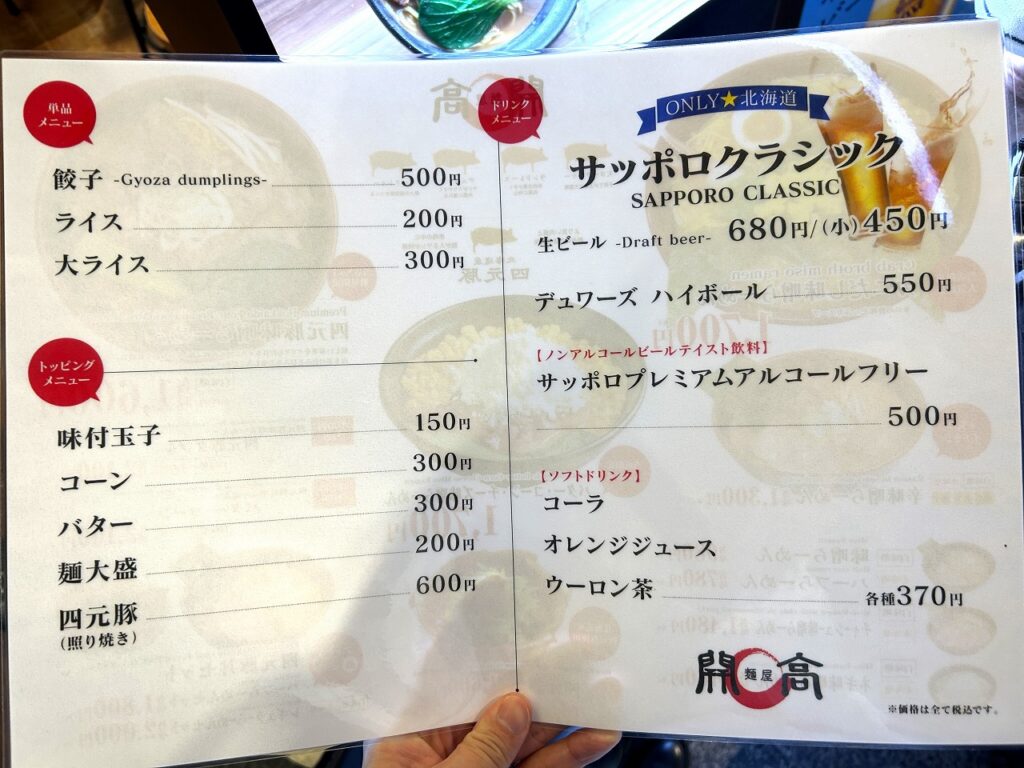 単品
メニュー
餃子 -Gyoza dumplings- 500円
ライス 200円
大ライス 300円
トッピング
メニュー
味付玉子 150円
コーン 300円
バター 300円
麺大盛 200円
四元豚 600円
(照り焼き)
ドリンク
メニュー
ONLY★北海道
サッポロクラシック
SAPPORO CLASSIC
生ビール -Draft beer- 680円/(小)450円
デュワーズ ハイボール 550円
【ノンアルコールビールテイスト飲料】
サッポロプレミアムアルコールフリー
500円
【ソフトドリンク】
コーラ
オレンジジュース
ウーロン茶 各種370円
開 麺屋 高
※価格は全て税込です。